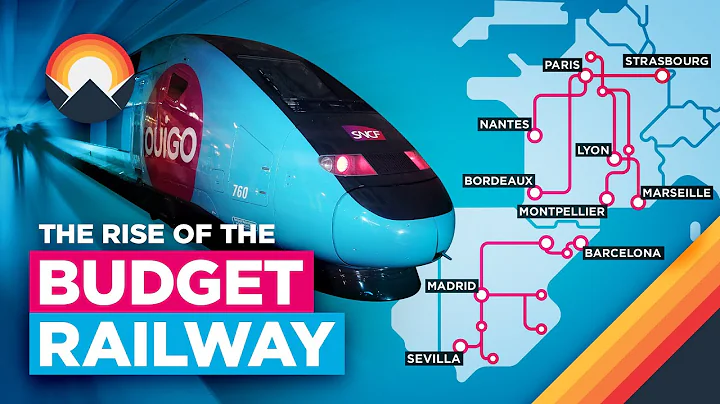 PARIS
STRASBOURG
NANTES
LYON
BORDEAUX
MARSEILLE
MONTPELLIER
BARCELONA
MADRID
SEVILLA
OUIGO
SNCF
760
THE RISE OF THE
BUDGET
RAILWAY